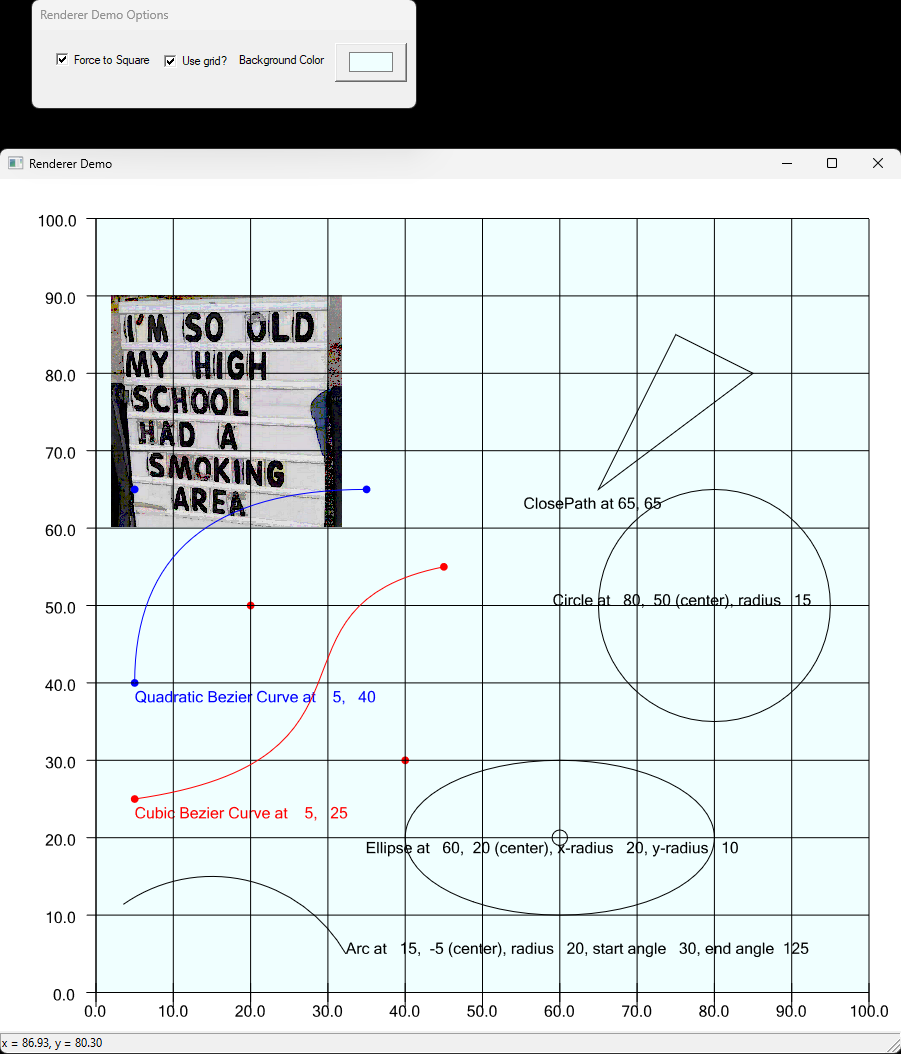 Renderer Demo Options
Force to Square Use grid? Background Color
Renderer Demo
100.0
90.0
I'M SO OLD
MY HIGH
SCHOOL
HAD A
SMOKING
AREA
80.0
70.0
ClosePath at 65, 65
60.0
Circle at 80, 50 (center), radius 15
50.0
40.0
Quadratic Bezier Curve at 5, 40
30.0
Cubic Bezier Curve at 5, 25
20.0
Ellipse at 60, 20 (center), x-radius 20, y-radius 10
10.0
Arc at 15, -5 (center), radius 20, start angle 30, end angle 125
0.0
0.0 10.0 20.0 30.0 40.0 50.0 60.0 70.0 80.0 90.0 100.0
x = 86.93, y = 80.30